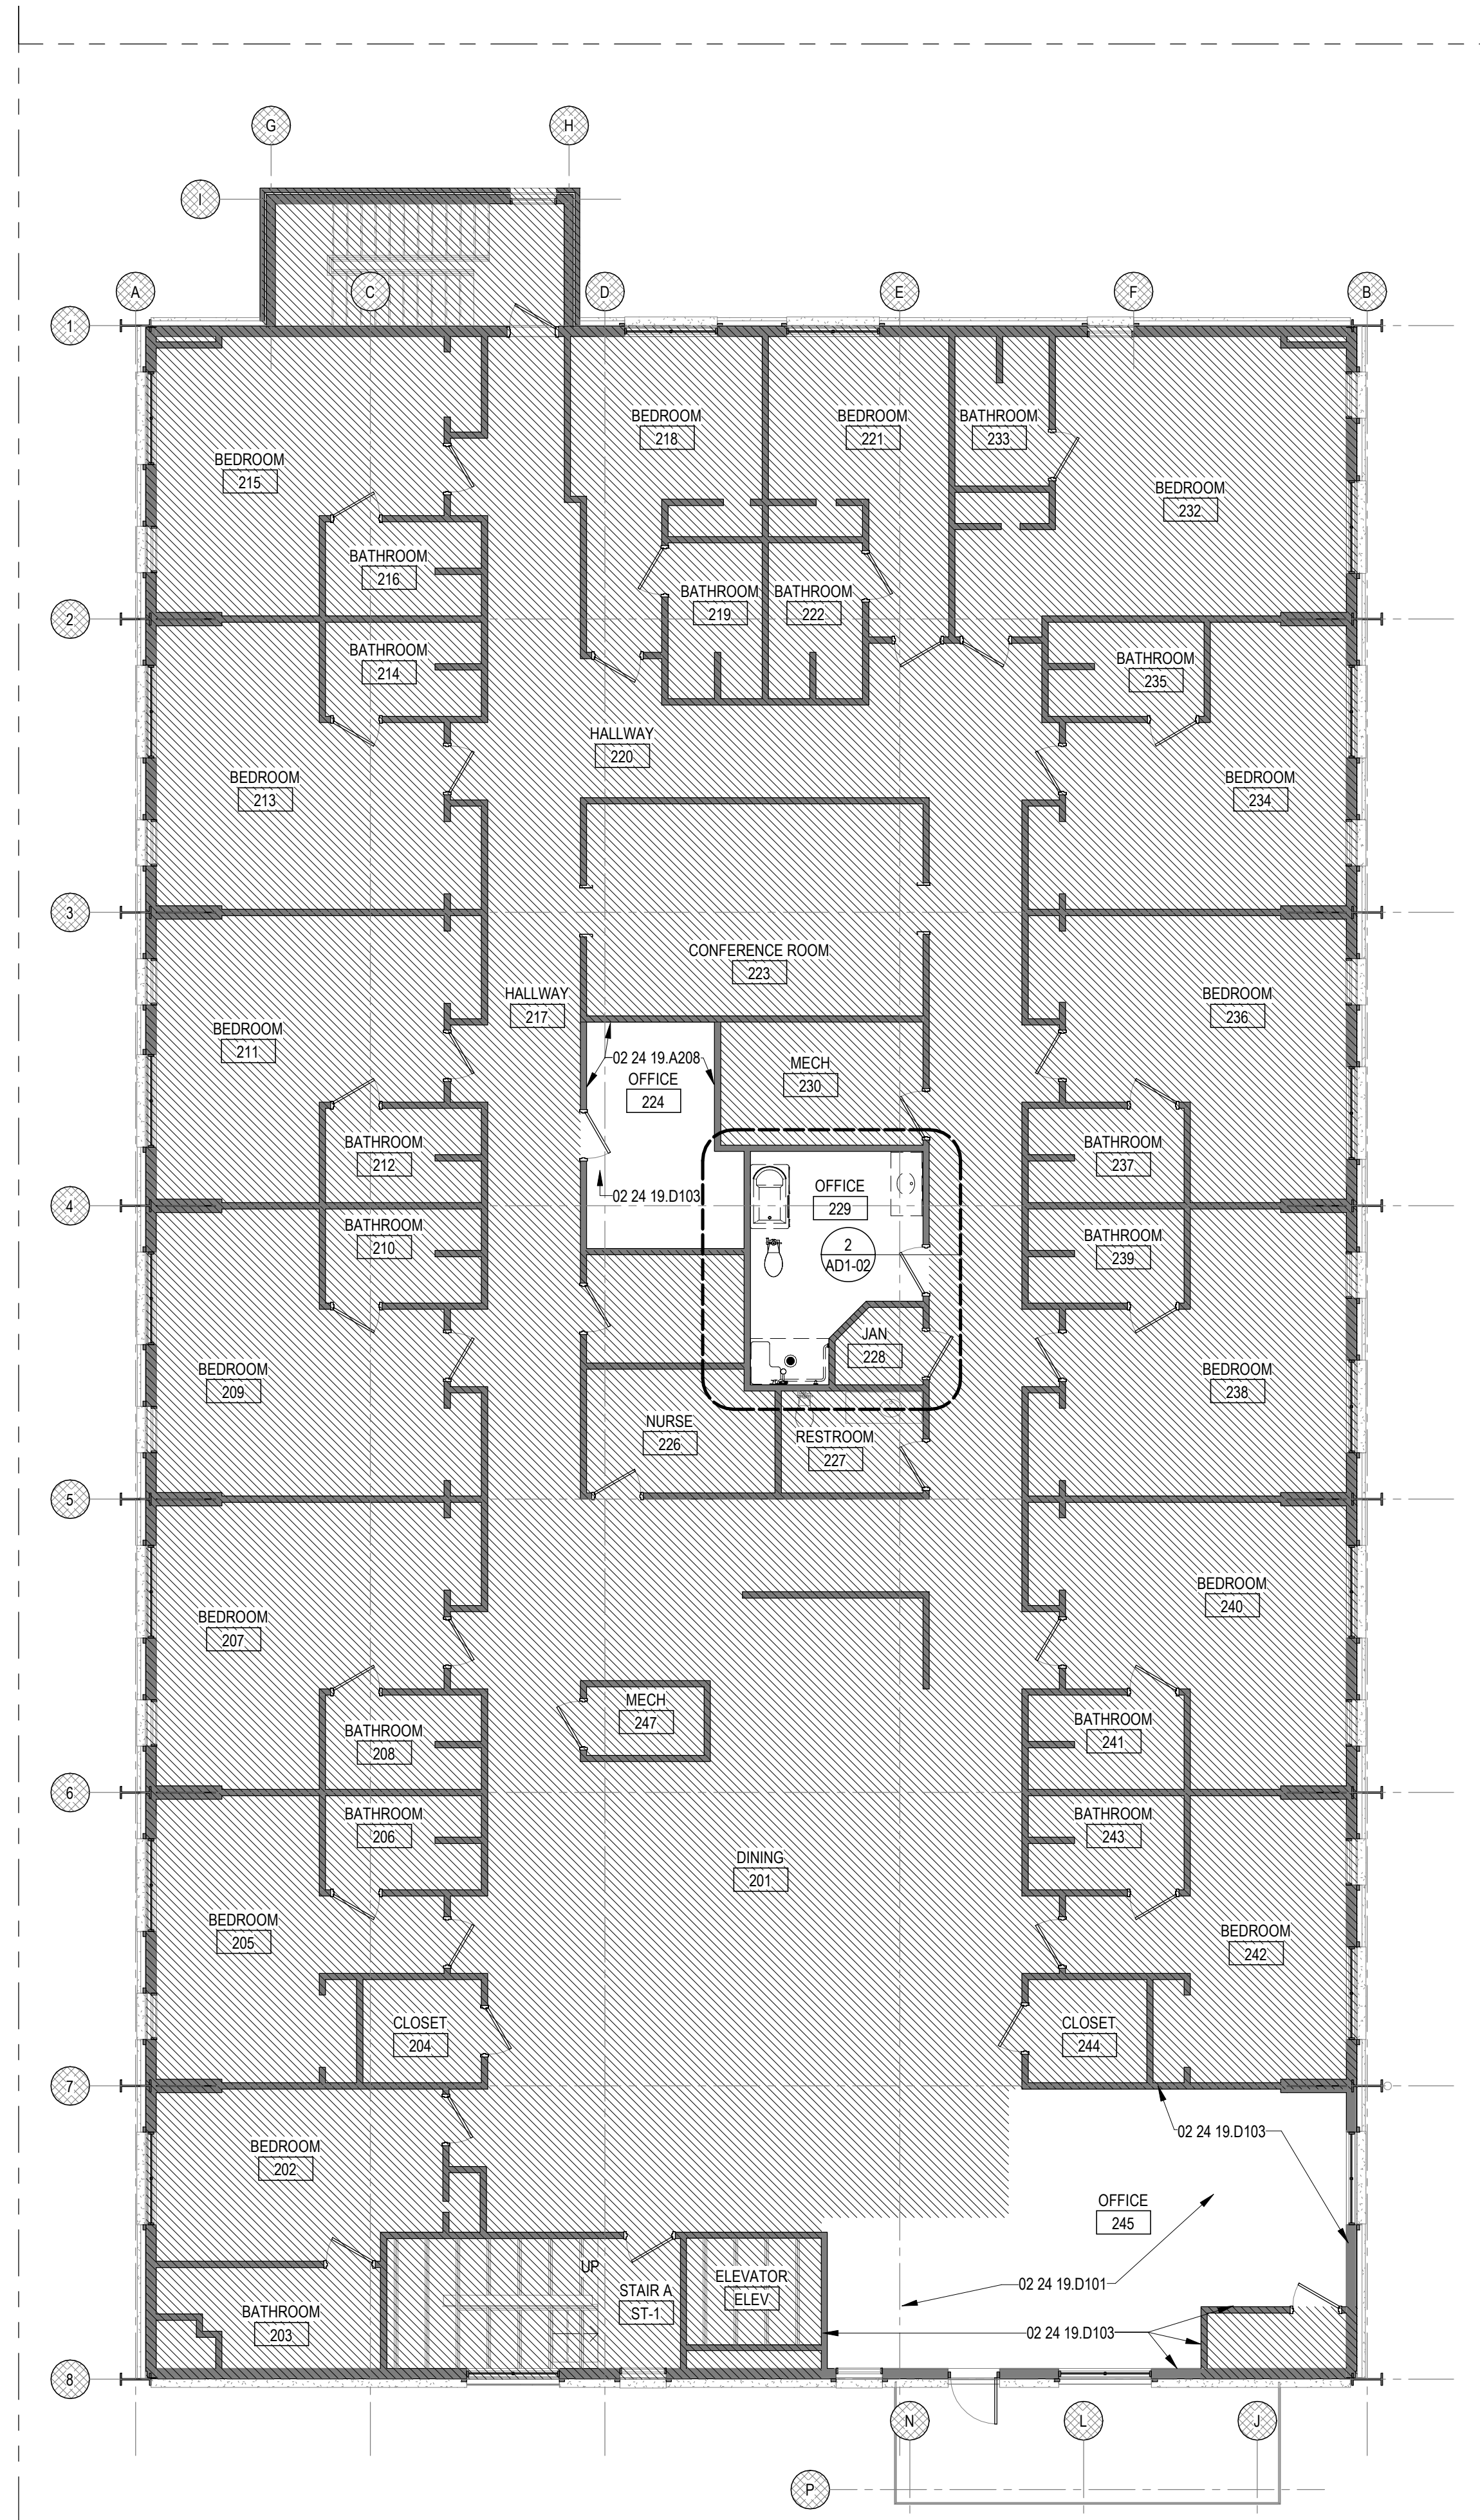 G
H
I
A
C
D
E
F
B
1
BEDROOM
218
BEDROOM
221
BATHROOM
233
BEDROOM
215
BEDROOM
232
BATHROOM
216
BATHROOM
219
BATHROOM
222
2
BATHROOM
214
BATHROOM
235
HALLWAY
220
BEDROOM
213
BEDROOM
234
3
CONFERENCE ROOM
223
HALLWAY
217
BEDROOM
236
BEDROOM
211
02 24 19.A208
MECH
230
OFFICE
224
BATHROOM
212
BATHROOM
237
OFFICE
229
02 24 19.D103
4
BATHROOM
210
BATHROOM
239
2
AD1-02
JAN
228
BEDROOM
209
BEDROOM
238
NURSE
226
RESTROOM
227
5
BEDROOM
240
BEDROOM
207
MECH
247
BATHROOM
208
BATHROOM
241
6
BATHROOM
206
BATHROOM
243
DINING
201
BEDROOM
205
BEDROOM
242
CLOSET
204
CLOSET
244
7
02 24 19.D103
BEDROOM
202
OFFICE
245
UP
ELEVATOR
ELEV
STAIR A
ST-1
02 24 19.D101
BATHROOM
203
02 24 19.D103
8
N
L
J
P